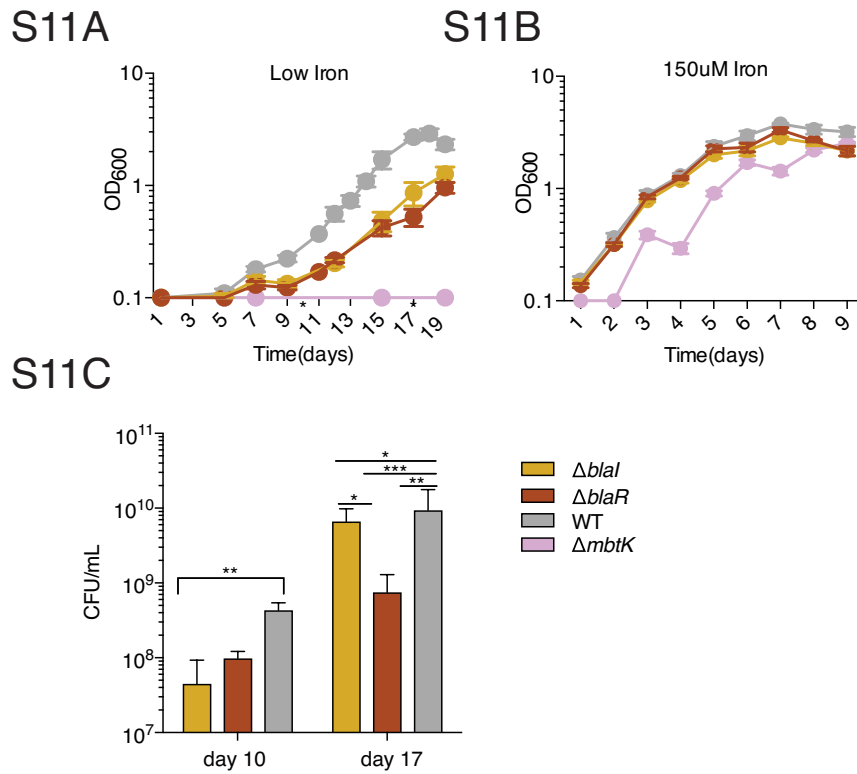 S11A
Low Iron
OD600
10
1
0.1
1 3 5 7 9 11 13 15 17 19
* *
Time(days)
S11B
150uM Iron
OD600
10
1
0.1
1 2 3 4 5 6 7 8 9
Time(days)
S11C
CFU/mL
10^11
10^10
10^9
10^8
10^7
**
*
***
**
*
day 10 day 17
ΔblaI
ΔblaR
WT
ΔmbtK